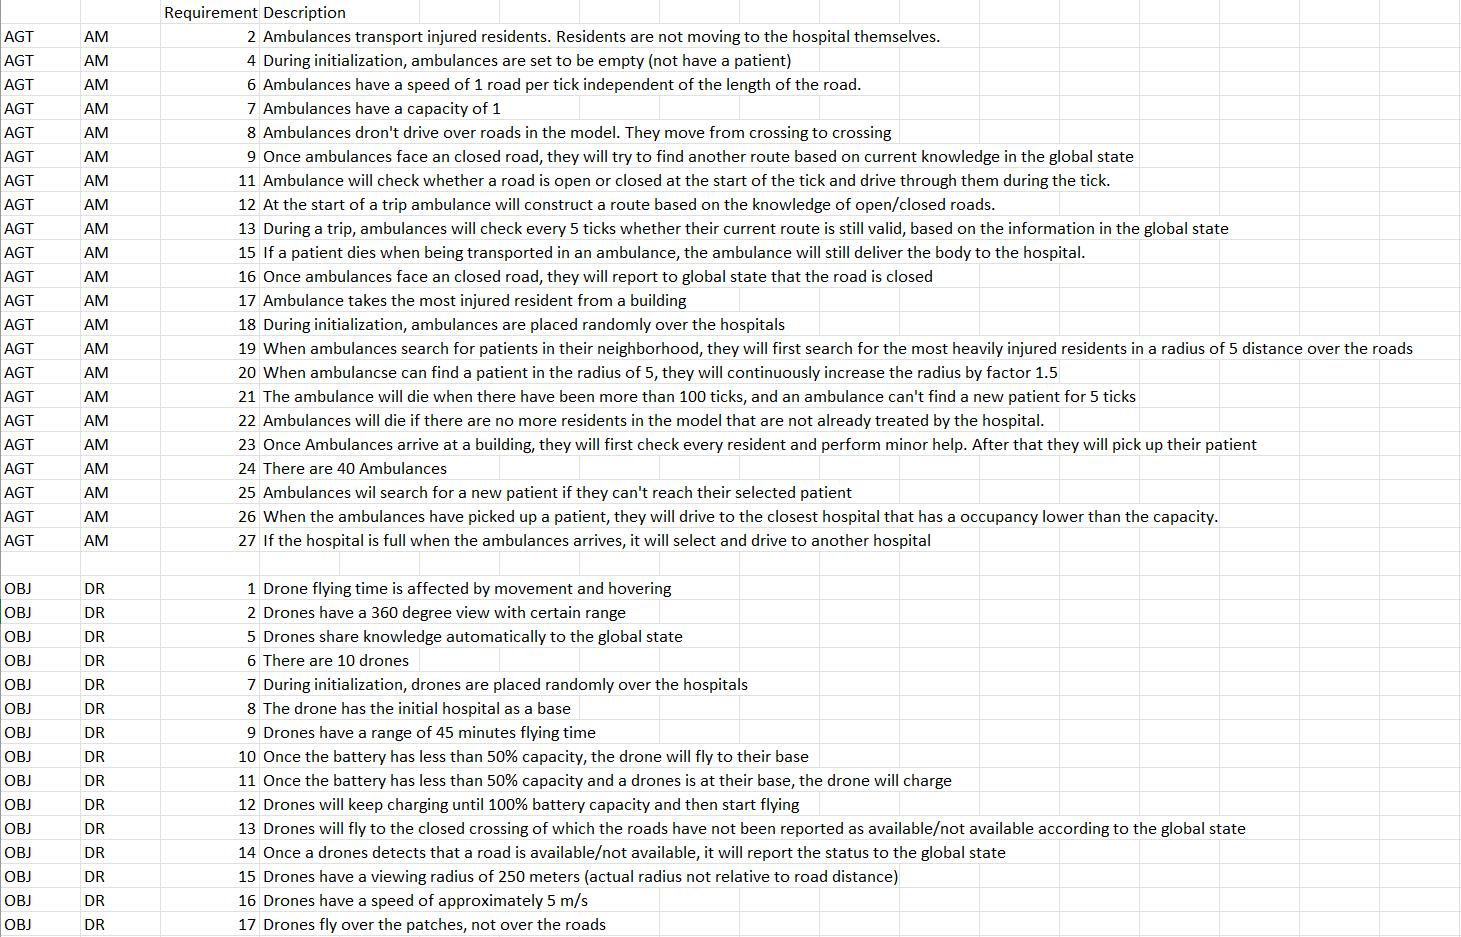 Requirement Description
AGT AM 2 Ambulances transport injured residents. Residents are not moving to the hospital themselves.
AGT AM 4 During initialization, ambulances are set to be empty (not have a patient)
AGT AM 6 Ambulances have a speed of 1 road per tick independent of the length of the road.
AGT AM 7 Ambulances have a capacity of 1
AGT AM 8 Ambulances dron't drive over roads in the model. They move from crossing to crossing
AGT AM 9 Once ambulances face an closed road, they will try to find another route based on current knowledge in the global state
AGT AM 11 Ambulance will check whether a road is open or closed at the start of the tick and drive through them during the tick.
AGT AM 12 At the start of a trip ambulance will construct a route based on the knowledge of open/closed roads.
AGT AM 13 During a trip, ambulances will check every 5 ticks whether their current route is still valid, based on the information in the global state
AGT AM 15 If a patient dies when being transported in an ambulance, the ambulance will still deliver the body to the hospital.
AGT AM 16 Once ambulances face an closed road, they will report to global state that the road is closed
AGT AM 17 Ambulance takes the most injured resident from a building
AGT AM 18 During initialization, ambulances are placed randomly over the hospitals
AGT AM 19 When ambulances search for patients in their neighborhood, they will first search for the most heavily injured residents in a radius of 5 distance over the roads
AGT AM 20 When ambulancse can find a patient in the radius of 5, they will continuously increase the radius by factor 1.5
AGT AM 21 The ambulance will die when there have been more than 100 ticks, and an ambulance can't find a new patient for 5 ticks
AGT AM 22 Ambulances will die if there are no more residents in the model that are not already treated by the hospital.
AGT AM 23 Once Ambulances arrive at a building, they will first check every resident and perform minor help. After that they will pick up their patient
AGT AM 24 There are 40 Ambulances
AGT AM 25 Ambulances wil search for a new patient if they can't reach their selected patient
AGT AM 26 When the ambulances have picked up a patient, they will drive to the closest hospital that has a occupancy lower than the capacity.
AGT AM 27 If the hospital is full when the ambulances arrives, it will select and drive to another hospital
OBJ DR 1 Drone flying time is affected by movement and hovering
OBJ DR 2 Drones have a 360 degree view with certain range
OBJ DR 5 Drones share knowledge automatically to the global state
OBJ DR 6 There are 10 drones
OBJ DR 7 During initialization, drones are placed randomly over the hospitals
OBJ DR 8 The drone has the initial hospital as a base
OBJ DR 9 Drones have a range of 45 minutes flying time
OBJ DR 10 Once the battery has less than 50% capacity, the drone will fly to their base
OBJ DR 11 Once the battery has less than 50% capacity and a drones is at their base, the drone will charge
OBJ DR 12 Drones will keep charging until 100% battery capacity and then start flying
OBJ DR 13 Drones will fly to the closed crossing of which the roads have not been reported as available/not available according to the global state
OBJ DR 14 Once a drones detects that a road is available/not available, it will report the status to the global state
OBJ DR 15 Drones have a viewing radius of 250 meters (actual radius not relative to road distance)
OBJ DR 16 Drones have a speed of approximately 5 m/s
OBJ DR 17 Drones fly over the patches, not over the roads